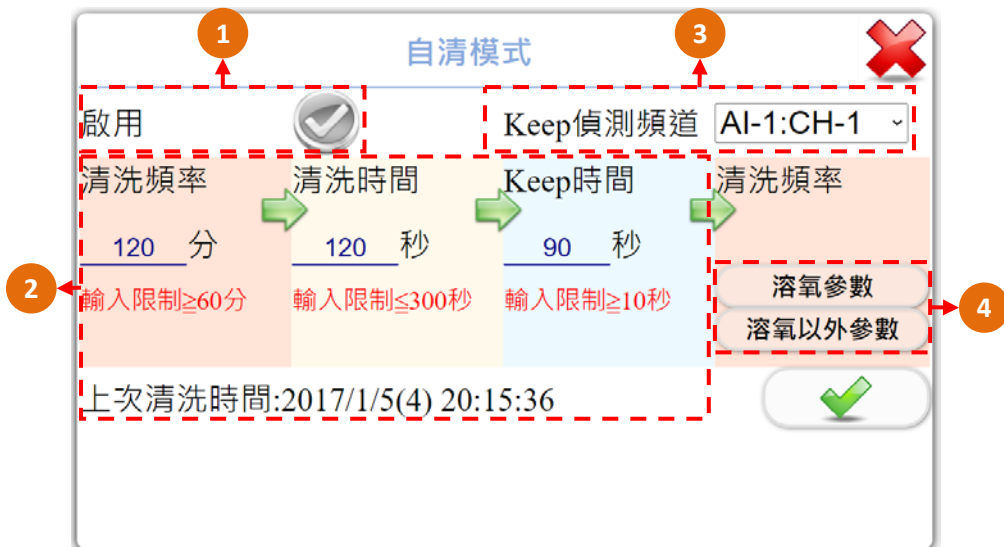 1
自清模式
3
啟用
Keep偵測頻道 AI-1:CH-1
清洗頻率 清洗時間 Keep時間 清洗頻率
120 分 120 秒 90 秒
2
輸入限制≧60分 輸入限制≦300秒 輸入限制≧10秒
溶氧參數
4
溶氧以外參數
上次清洗時間:2017/1/5(4) 20:15:36